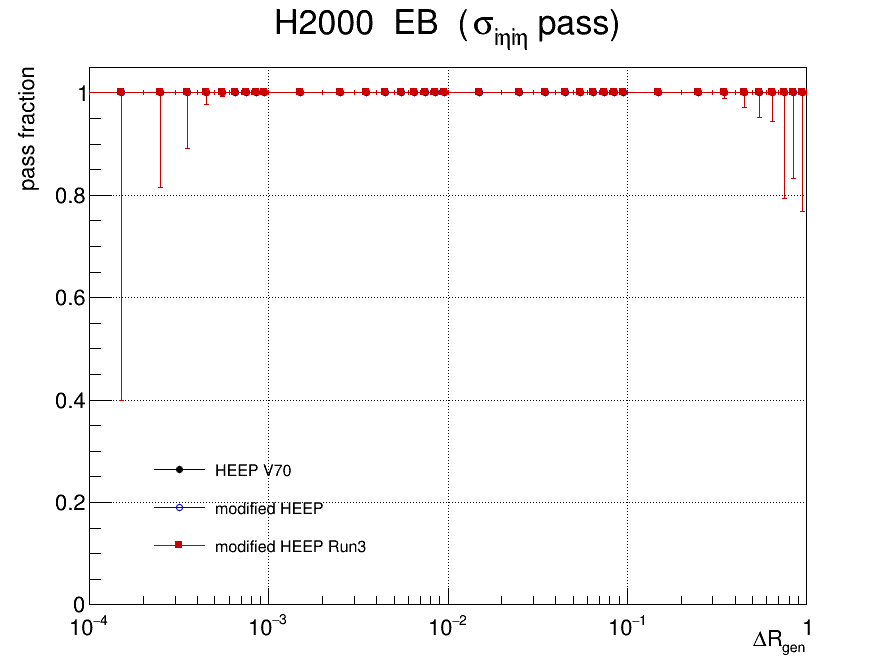 H2000 EB (σiηiη pass)
pass fraction
1
0.8
0.6
0.4
0.2
0
HEEP V70
modified HEEP
modified HEEP Run3
10−4 10−3 10−2 10−1 1
ΔRgen